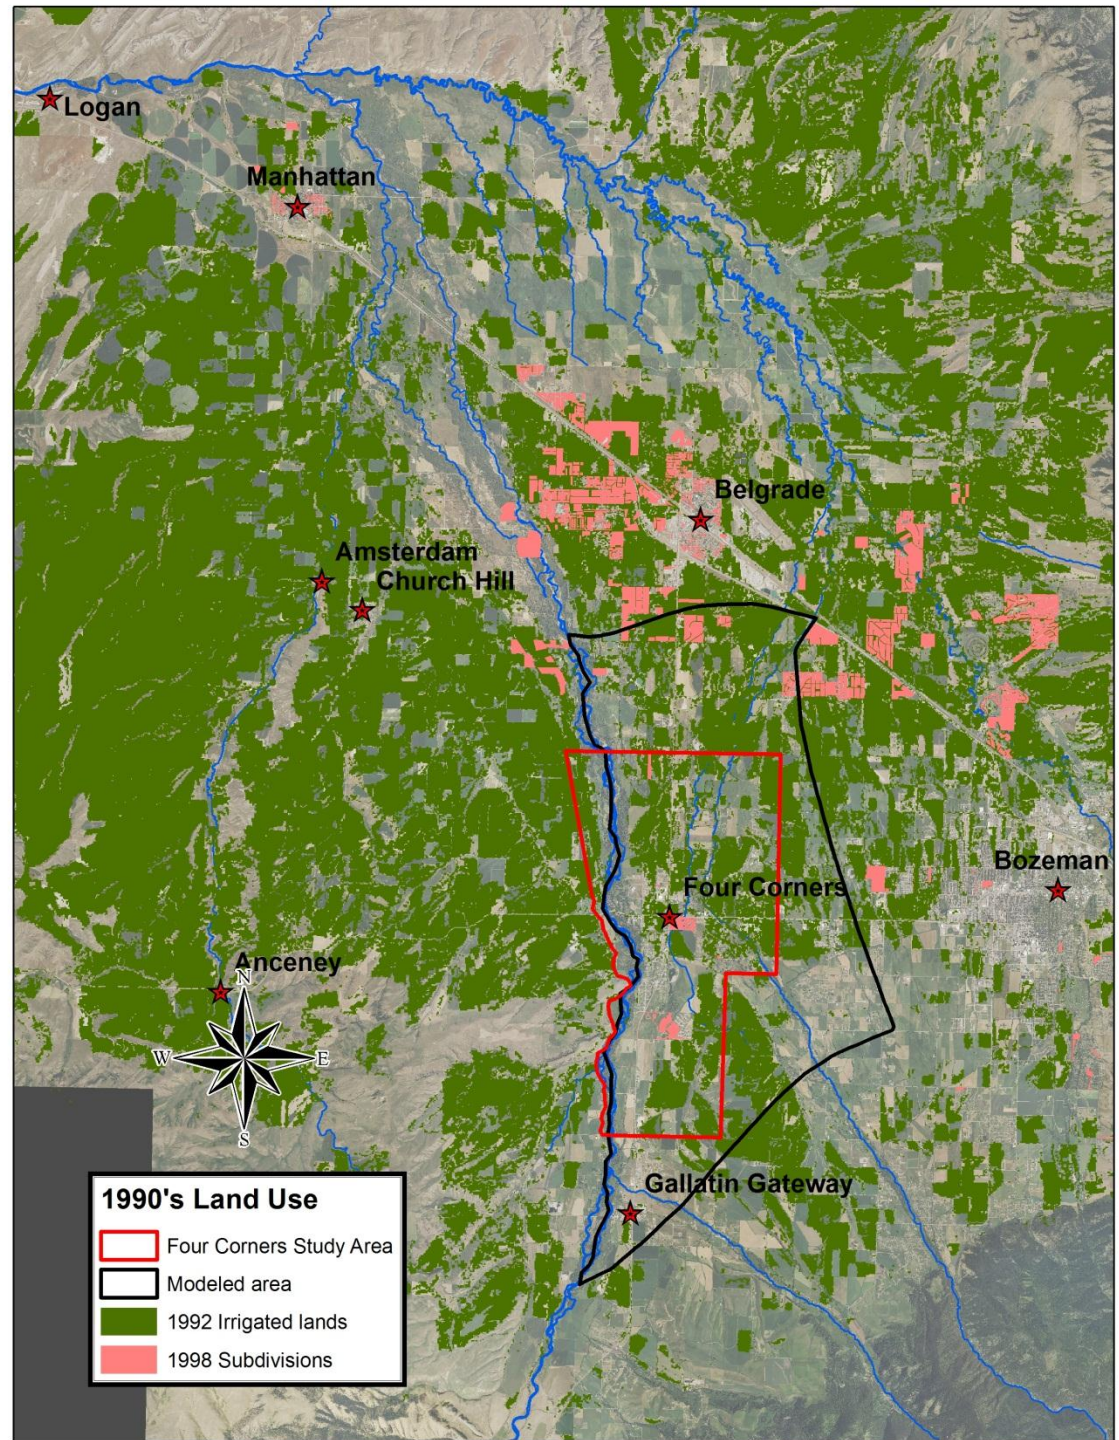 Logan
Manhattan
Belgrade
Amsterdam
Church Hill
Four Corners
Bozeman
Anceney
N
W
E
S
Gallatin Gateway
1990's Land Use
Four Corners Study Area
Modeled area
1992 Irrigated lands
1998 Subdivisions